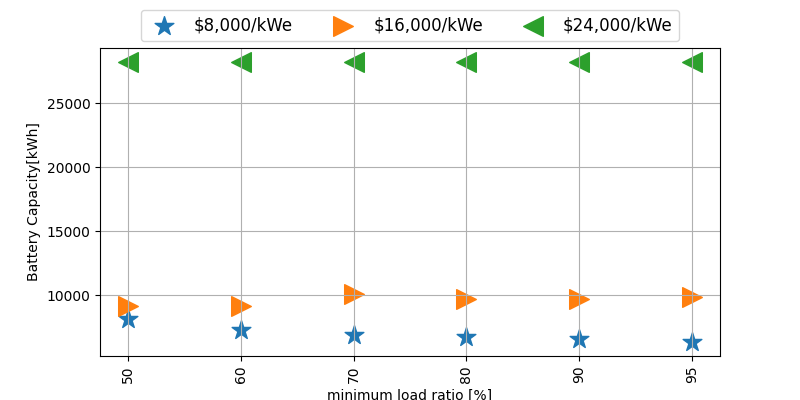 $8,000/kWe $16,000/kWe $24,000/kWe
Battery Capacity[kWh]
25000
20000
15000
10000
50 60 70 80 90 95
minimum load ratio [%]